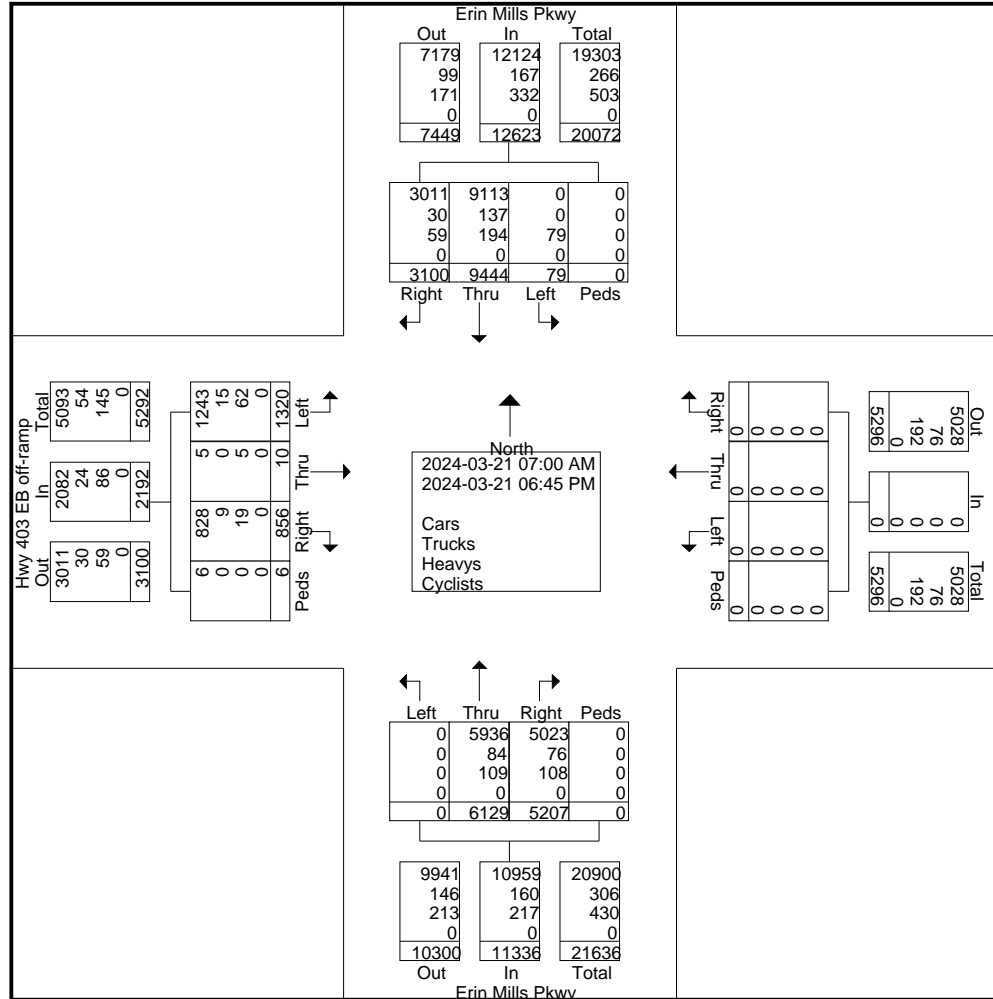 Erin Mills Pkwy
Out In Total
7179 12124 19303
99 167 266
171 332 503
0 0 0
7449 12623 20072
3011 9113 0 0
30 137 0 0
59 194 79 0
0 0 0 0
3100 9444 79 0
Right Thru Left Peds
Hwy 403 EB off-ramp
Total
5093 54 145 0 5292
In
2082 24 86 0 2192
Out
3011 30 59 0 3100
1243 15 62 0 1320 Left
5 0 5 0 10 Thru
828 9 19 0 856 Right
6 0 0 0 6 Peds
North
2024-03-21 07:00 AM
2024-03-21 06:45 PM
Cars
Trucks
Heavys
Cyclists
Right 0 0 0 0 0
Thru 0 0 0 0 0
Left 0 0 0 0 0
Peds 0 0 0 0 0
Out
5028 76 192 0 5296
In
0 0 0 0 0
Total
5028 76 192 0 5296
Left Thru Right Peds
0 5936 5023 0
0 84 76 0
0 109 108 0
0 0 0 0
0 6129 5207 0
9941 10959 20900
146 160 306
213 217 430
0 0 0
10300 11336 21636
Out In Total
Erin Mills Pkwy